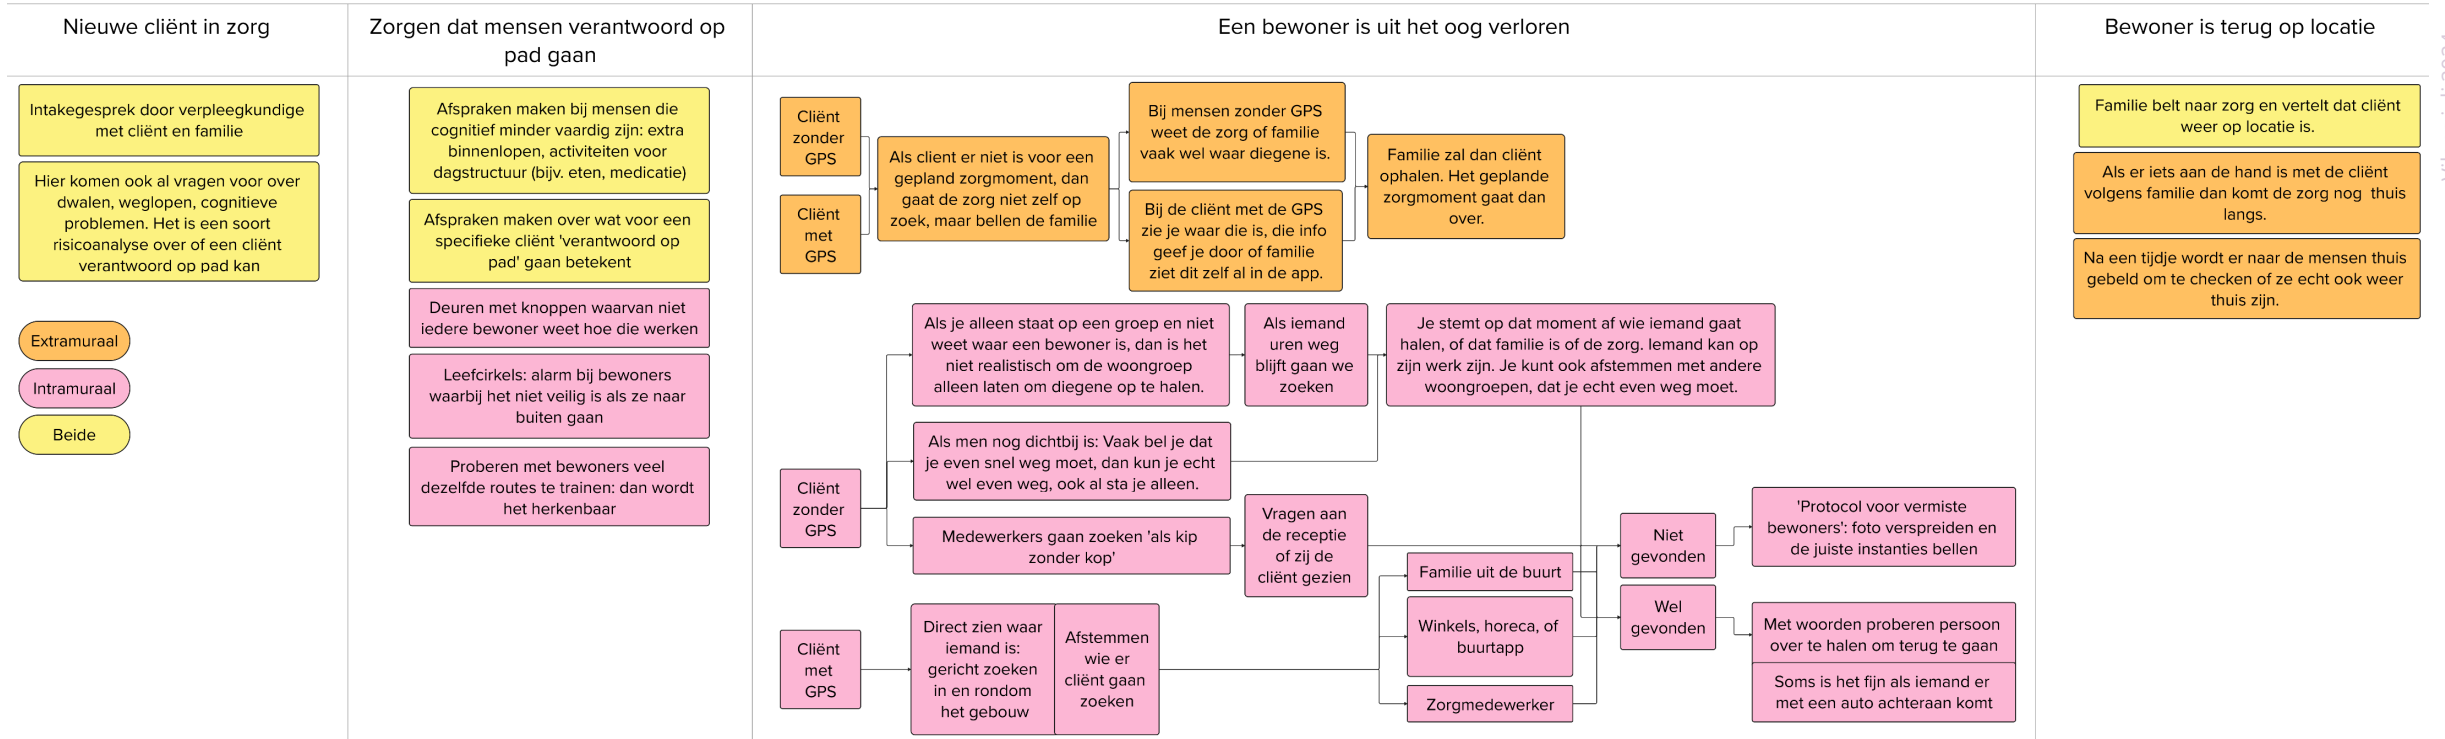 Nieuwe cliënt in zorg
Intakegesprek door verpleegkundige
met cliënt en familie
Hier komen ook al vragen voor over
dwalen, weglopen, cognitieve
problemen. Het is een soort
risicoanalyse over of een cliënt
verantwoord op pad kan
Extramuraal
Intramuraal
Beide
Zorgen dat mensen verantwoord op
pad gaan
Afspraken maken bij mensen die
cognitief minder vaardig zijn: extra
binnenlopen, activiteiten voor
dagstructuur (bijv. eten, medicatie)
Afspraken maken over wat voor een
specifieke cliënt 'verantwoord op
pad' gaan betekent
Deuren met knoppen waarvan niet
iedere bewoner weet hoe die werken
Leefcirkels: alarm bij bewoners
waarbij het niet veilig is als ze naar
buiten gaan
Proberen met bewoners veel
dezelfde routes te trainen: dan wordt
het herkenbaar
Een bewoner is uit het oog verloren
Cliënt
zonder
GPS
Cliënt
met
GPS
Als client er niet is voor een
gepland zorgmoment, dan
gaat de zorg niet zelf op
zoek, maar bellen de familie
Bij mensen zonder GPS
weet de zorg of familie
vaak wel waar diegene is.
Bij de cliënt met de GPS
zie je waar die is, die info
geef je door of familie
ziet dit zelf al in de app.
Familie zal dan cliënt
ophalen. Het geplande
zorgmoment gaat dan
over.
Cliënt
zonder
GPS
Als je alleen staat op een groep en niet
weet waar een bewoner is, dan is het
niet realistisch om de woongroep
alleen laten om diegene op te halen.
Als iemand
uren weg
blijft gaan we
zoeken
Je stemt op dat moment af wie iemand gaat
halen, of dat familie is of de zorg. Iemand kan op
zijn werk zijn. Je kunt ook afstemmen met andere
woongroepen, dat je echt even weg moet.
Als men nog dichtbij is: Vaak bel je dat
je even snel weg moet, dan kun je echt
wel even weg, ook al sta je alleen.
Medewerkers gaan zoeken 'als kip
zonder kop'
Vragen aan
de receptie
of zij de
cliënt gezien
Cliënt
met
GPS
Direct zien waar
iemand is:
gericht zoeken
in en rondom
het gebouw
Afstemmen
wie er
cliënt gaan
zoeken
Familie uit de buurt
Winkels, horeca, of
buurtapp
Zorgmedewerker
Niet
gevonden
Wel
gevonden
'Protocol voor vermiste
bewoners': foto verspreiden en
de juiste instanties bellen
Met woorden proberen persoon
over te halen om terug te gaan
Soms is het fijn als iemand er
met een auto achteraan komt
Bewoner is terug op locatie
Familie belt naar zorg en vertelt dat cliënt
weer op locatie is.
Als er iets aan de hand is met de cliënt
volgens familie dan komt de zorg nog  thuis
langs.
Na een tijdje wordt er naar de mensen thuis
gebeld om te checken of ze echt ook weer
thuis zijn.